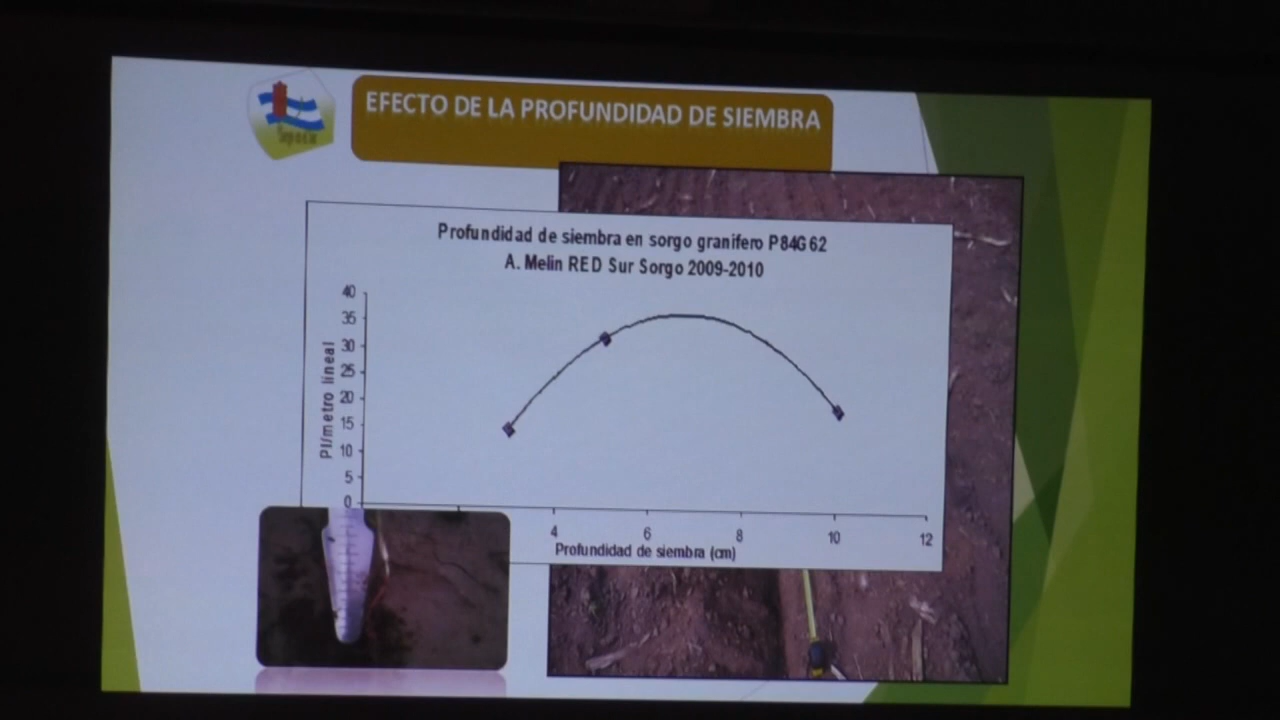 EFECTO DE LA PROFUNDIDAD DE SIEMBRA
Profundidad de siembra en sorgo granifero P84G62
A. Melin RED Sur Sorgo 2009-2010
40
35
30
25
20
15
10
5
0
Pl/metro lineal
4
6
8
10
12
Profundidad de siembra (cm)